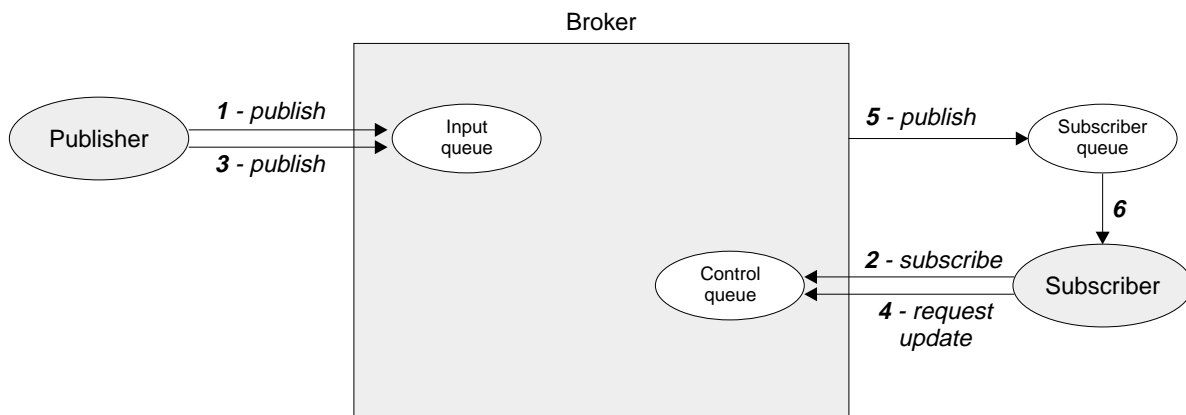 Broker
1 - publish
Publisher
3 - publish
Input
queue
5 - publish
Subscriber
queue
6
Control
queue
2 - subscribe
Subscriber
4 - request
update